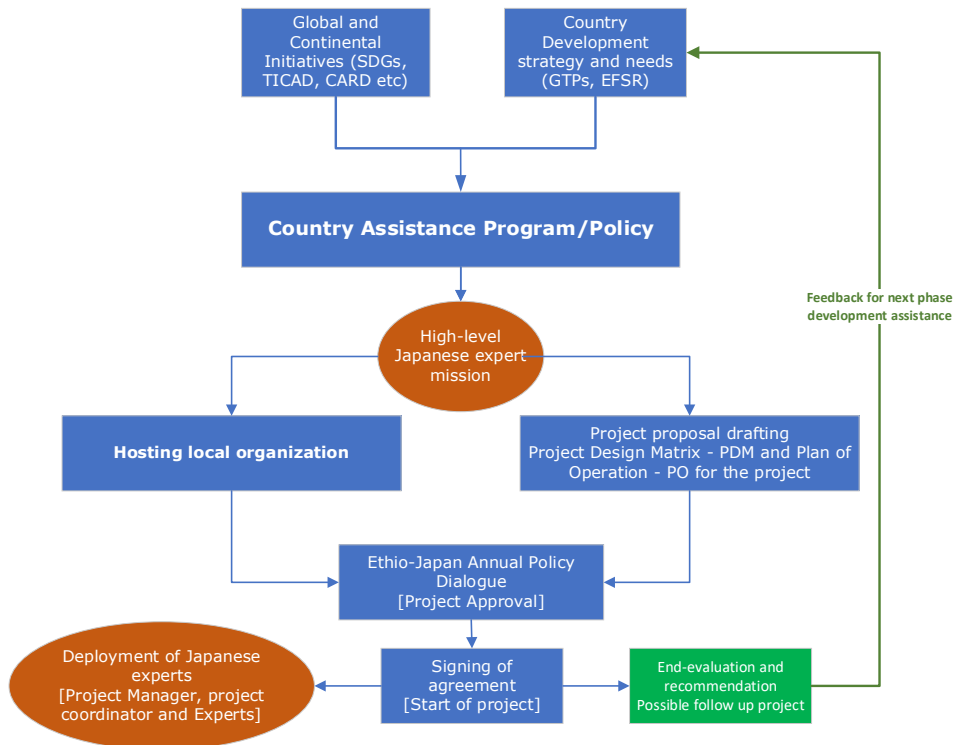 Global and
Continental
Initiatives (SDGs,
TICAD, CARD etc)
Country
Development
strategy and needs
(GTPs, EFSR)
Country Assistance Program/Policy
Feedback for next phase
development assistance
High-level
Japanese expert
mission
Hosting local organization
Project proposal drafting
Project Design Matrix - PDM and Plan of
Operation - PO for the project
Ethio-Japan Annual Policy
Dialogue
[Project Approval]
Deployment of Japanese
experts
[Project Manager, project
coordinator and Experts]
Signing of
agreement
[Start of project]
End-evaluation and
recommendation
Possible follow up project